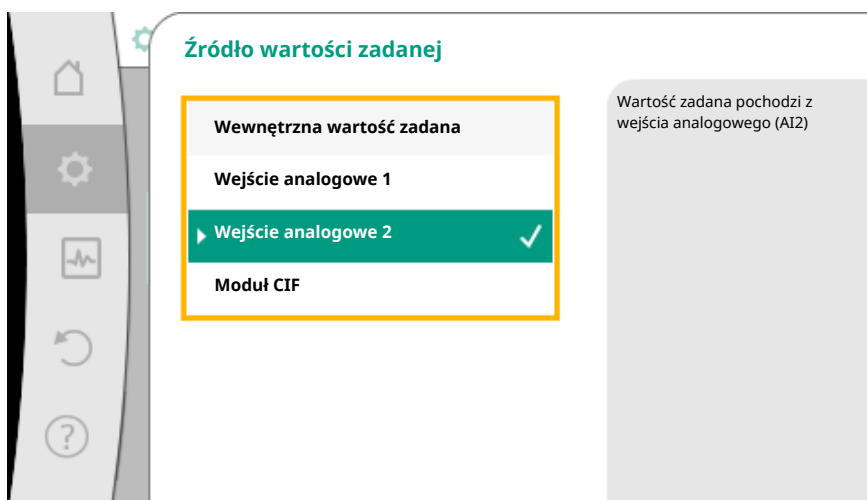 Źródło wartości zadanej
Wewnętrzna wartość zadana
Wejście analogowe 1
Wejście analogowe 2
Moduł CIF
Wartość zadana pochodzi z
wejścia analogowego (AI2)
?